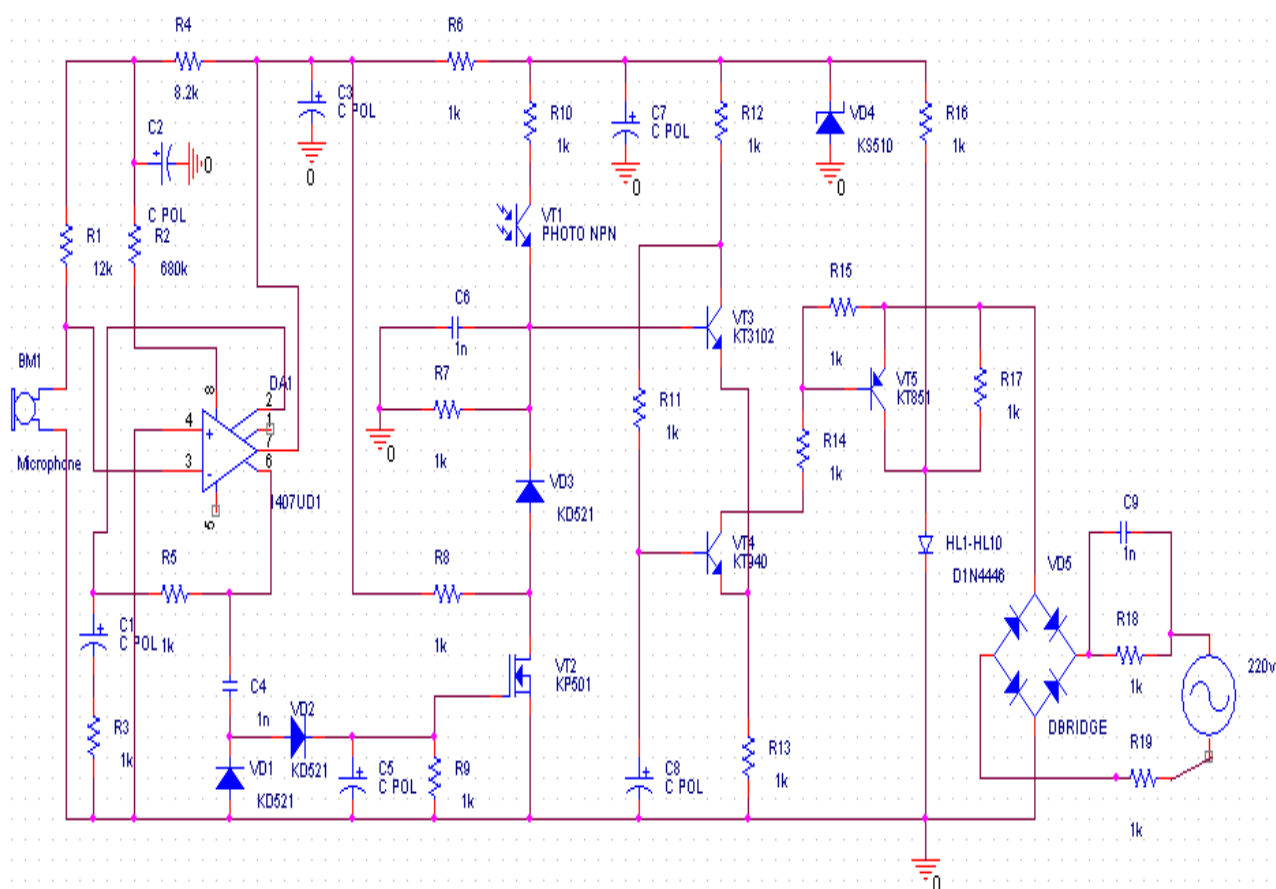 R4
8.2k
R6
1k
C3
C POL
0
R10
1k
C7
C POL
0
R12
1k
VD4
KS510
0
R16
1k
C2
0
C POL
R1
12k
R2
680k
VT1
PHOTO NPN
C6
1n
R7
1k
0
VT3
KT3102
R15
1k
VT5
KT851
R17
1k
BM1
Microphone
DA1
8
2
1
4
7
3
6
5
1407UD1
R11
1k
R14
1k
VD3
KD521
VT4
KT940
HL1-HL10
D1N4446
C9
1n
VD5
R5
1k
R8
1k
C1
C POL
R18
1k
220v
VT2
KP501
C4
1n
R3
1k
VD2
KD521
VD1
KD521
C5
C POL
R9
1k
C8
C POL
R13
1k
DBRIDGE
R19
1k
0